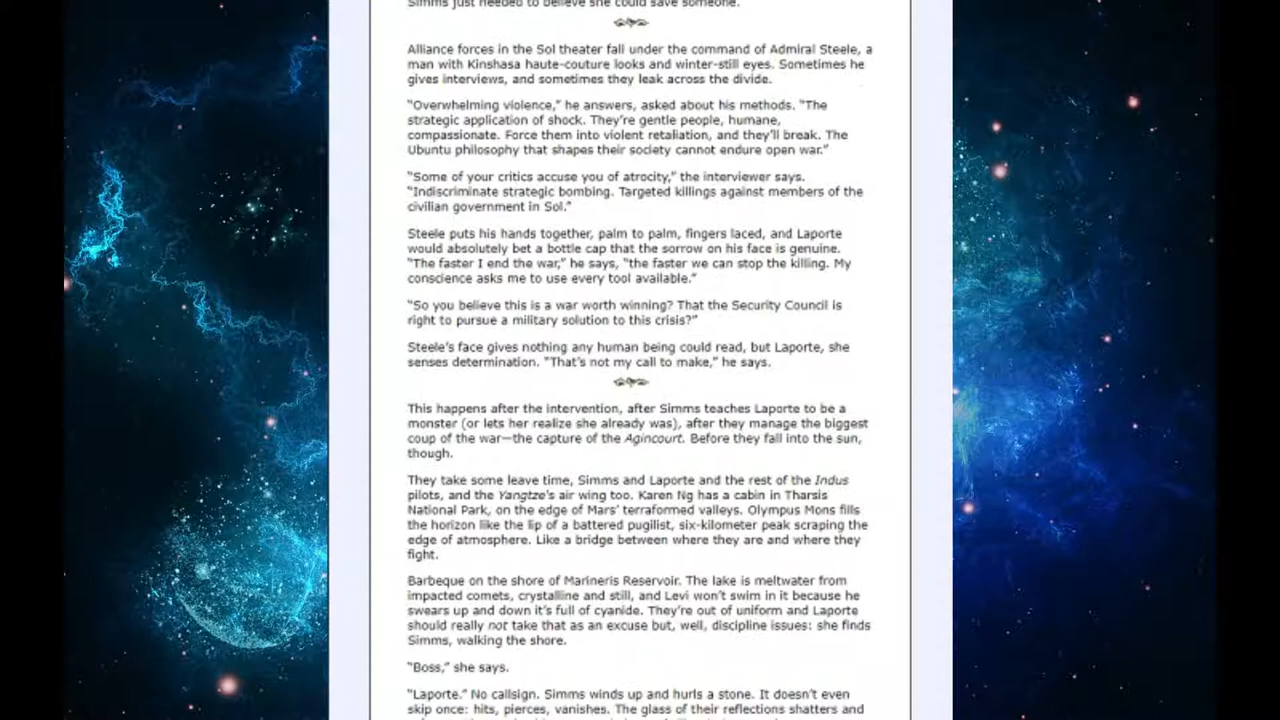 Simms just needed to believe she could save someone.
Alliance forces in the Sol theater fall under the command of Admiral Steele, a
man with Kinshasa haute-couture looks and winter-still eyes. Sometimes he
gives interviews, and sometimes they leak across the divide.
“Overwhelming violence,” he answers, asked about his methods. “The
strategic application of shock. They’re gentle people, humane,
compassionate. Force them into violent retaliation, and they’ll break. The
Ubuntu philosophy that shapes their society cannot endure open war.”
“Some of your critics accuse you of atrocity,” the interviewer says.
“Indiscriminate strategic bombing. Targeted killings against members of the
civilian government in Sol.”
Steele puts his hands together, palm to palm, fingers laced, and Laporte
would absolutely bet a bottle cap that the sorrow on his face is genuine.
“The faster I end the war,” he says, “the faster we can stop the killing. My
conscience asks me to use every tool available.”
“So you believe this is a war worth winning? That the Security Council is
right to pursue a military solution to this crisis?”
Steele’s face gives nothing any human being could read, but Laporte, she
senses determination. “That’s not my call to make,” he says.
This happens after the intervention, after Simms teaches Laporte to be a
monster (or lets her realize she already was), after they manage the biggest
coup of the war—the capture of the Agincourt. Before they fall into the sun,
though.
They take some leave time, Simms and Laporte and the rest of the Indus
pilots, and the Yangtze’s air wing too. Karen Ng has a cabin in Tharsis
National Park, on the edge of Mars’ terraformed valleys. Olympus Mons fills
the horizon like the lip of a battered pugilist, six-kilometer peak scraping the
edge of atmosphere. Like a bridge between where they are and where they
fight.
Barbeque on the shore of Marineris Reservoir. The lake is meltwater from
impacted comets, crystalline and still, and Levi won’t swim in it because he
swears up and down it’s full of cyanide. They’re out of uniform and Laporte
should really not take that as an excuse but, well, discipline issues: she finds
Simms, walking the shore.
“Boss,” she says.
“Laporte.” No callsign. Simms winds up and hurls a stone. It doesn’t even
skip once: hits, pierces, vanishes. The glass of their reflections shatters and